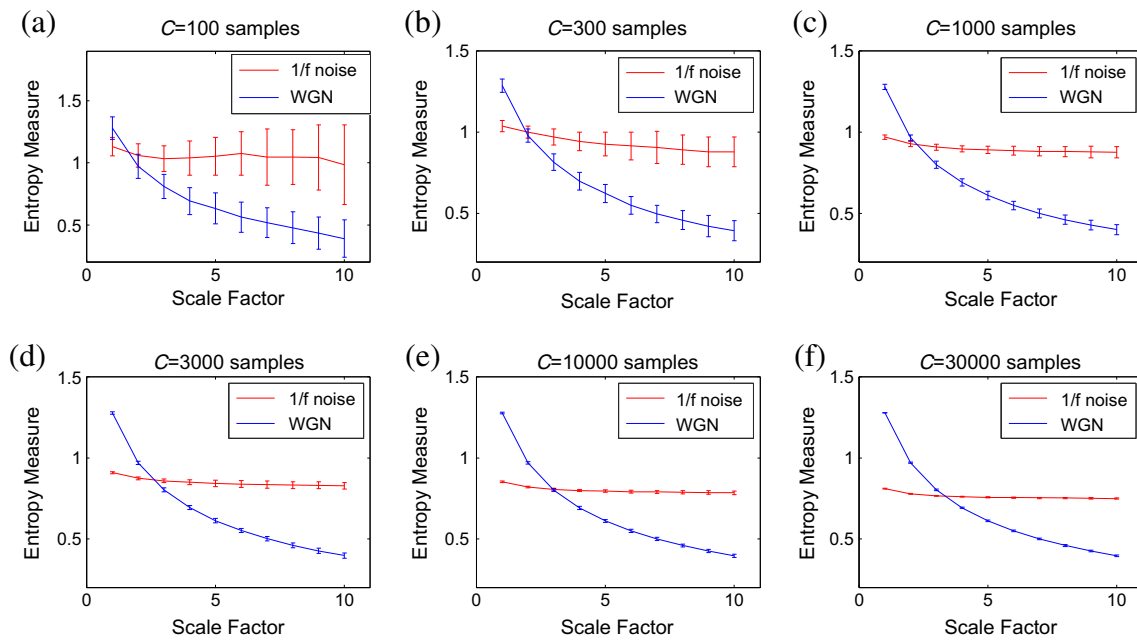 (a)
C=100 samples
Entropy Measure
1.5
1
0.5
0
5
10
Scale Factor
1/f noise
WGN
(b)
C=300 samples
Entropy Measure
1.5
1
0.5
0
5
10
Scale Factor
1/f noise
WGN
(c)
C=1000 samples
Entropy Measure
1.5
1
0.5
0
5
10
Scale Factor
1/f noise
WGN
(d)
C=3000 samples
Entropy Measure
1.5
1
0.5
0
5
10
Scale Factor
1/f noise
WGN
(e)
C=10000 samples
Entropy Measure
1.5
1
0.5
0
5
10
Scale Factor
1/f noise
WGN
(f)
C=30000 samples
Entropy Measure
1.5
1
0.5
0
5
10
Scale Factor
1/f noise
WGN